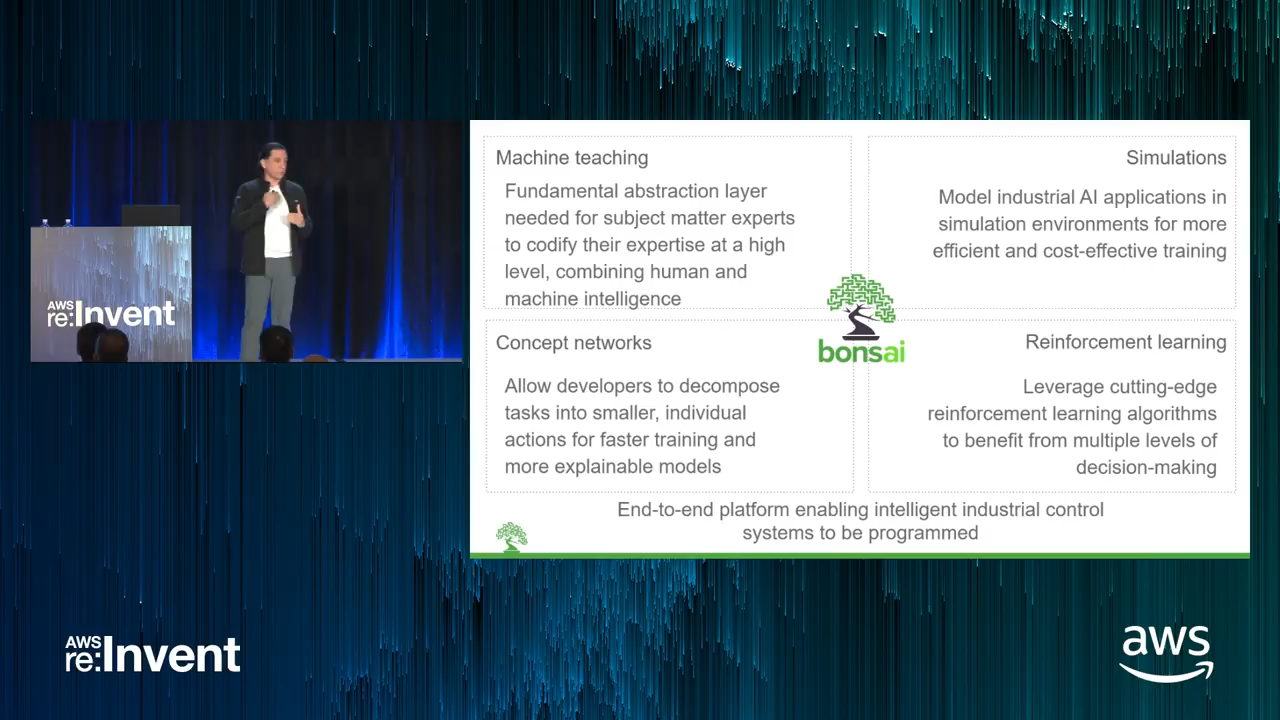 AWS
re:Invent
Machine teaching
Fundamental abstraction layer
needed for subject matter experts
to codify their expertise at a high
level, combining human and
machine intelligence
Simulations
Model industrial AI applications in
simulation environments for more
efficient and cost-effective training
bonsai
Concept networks
Allow developers to decompose
tasks into smaller, individual
actions for faster training and
more explainable models
Reinforcement learning
Leverage cutting-edge
reinforcement learning algorithms
to benefit from multiple levels of
decision-making
End-to-end platform enabling intelligent industrial control
systems to be programmed
AWS
re:Invent
aws